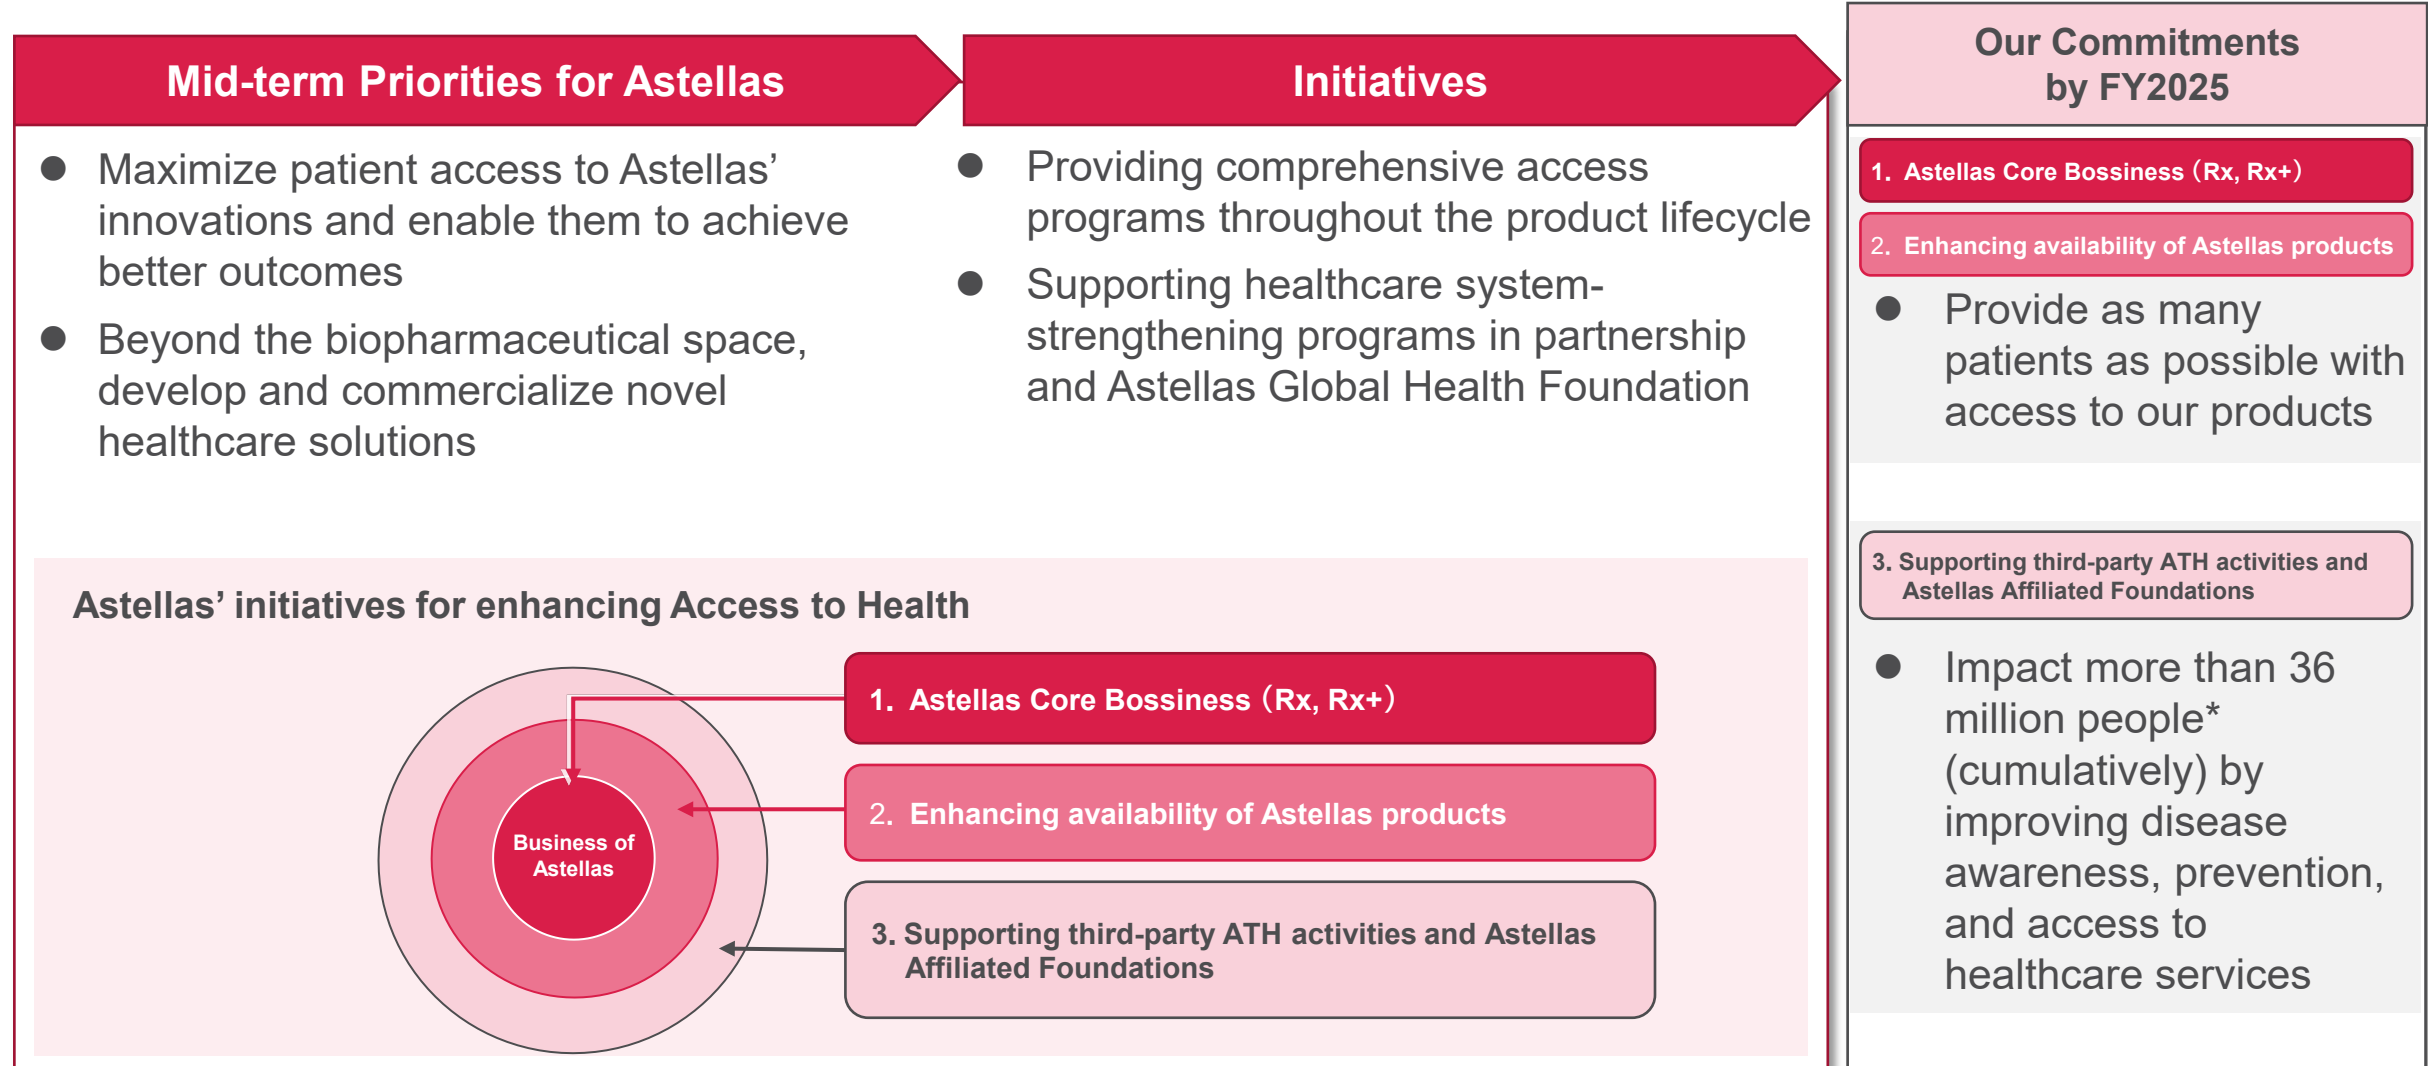 Mid-term Priorities for Astellas
● Maximize patient access to Astellas’
innovations and enable them to achieve
better outcomes
● Beyond the biopharmaceutical space,
develop and commercialize novel
healthcare solutions
Initiatives
● Providing comprehensive access
programs throughout the product lifecycle
● Supporting healthcare system-
strengthening programs in partnership
and Astellas Global Health Foundation
Astellas’ initiatives for enhancing Access to Health
Business of
Astellas
1. Astellas Core Bossiness（Rx, Rx+）
2. Enhancing availability of Astellas products
3. Supporting third-party ATH activities and Astellas
Affiliated Foundations
Our Commitments
by FY2025
1. Astellas Core Bossiness（Rx, Rx+）
2. Enhancing availability of Astellas products
● Provide as many
patients as possible with
access to our products
3. Supporting third-party ATH activities and
Astellas Affiliated Foundations
● Impact more than 36
million people*
(cumulatively) by
improving disease
awareness, prevention,
and access to
healthcare services